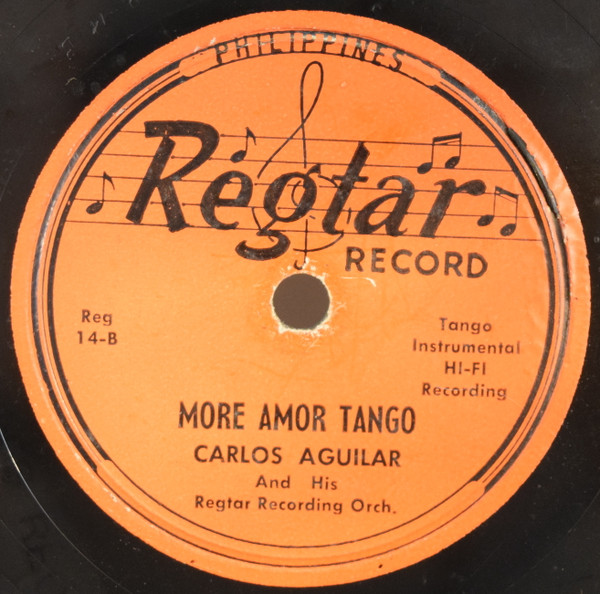 PHILIPPINES
Regtar
RECORD
Reg
14-B
Tango
Instrumental
HI-FI
Recording
MORE AMOR TANGO
CARLOS AGUILAR
And His
Regtar Recording Orch.